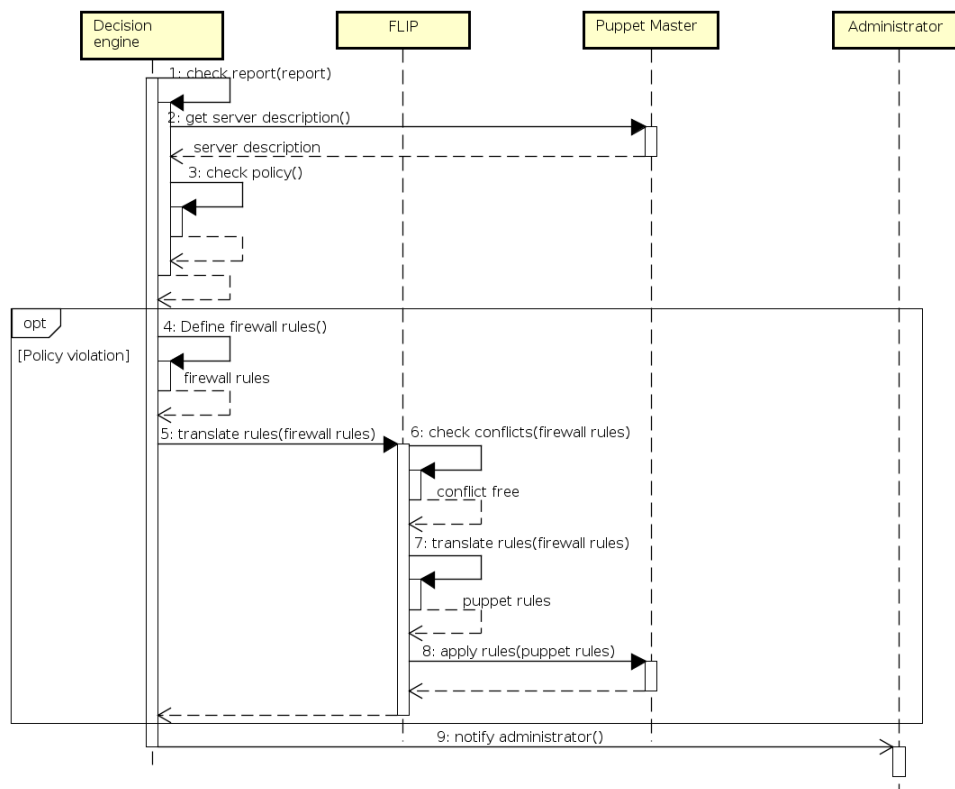 Decision
engine
FLIP
Puppet Master
Administrator
1: check report(report)
2: get server description()
server description
3: check policy()
opt
4: Define firewall rules()
[Policy violation]
firewall rules
5: translate rules(firewall rules)
6: check conflicts(firewall rules)
conflict free
7: translate rules(firewall rules)
puppet rules
8: apply rules(puppet rules)
9: notify administrator()